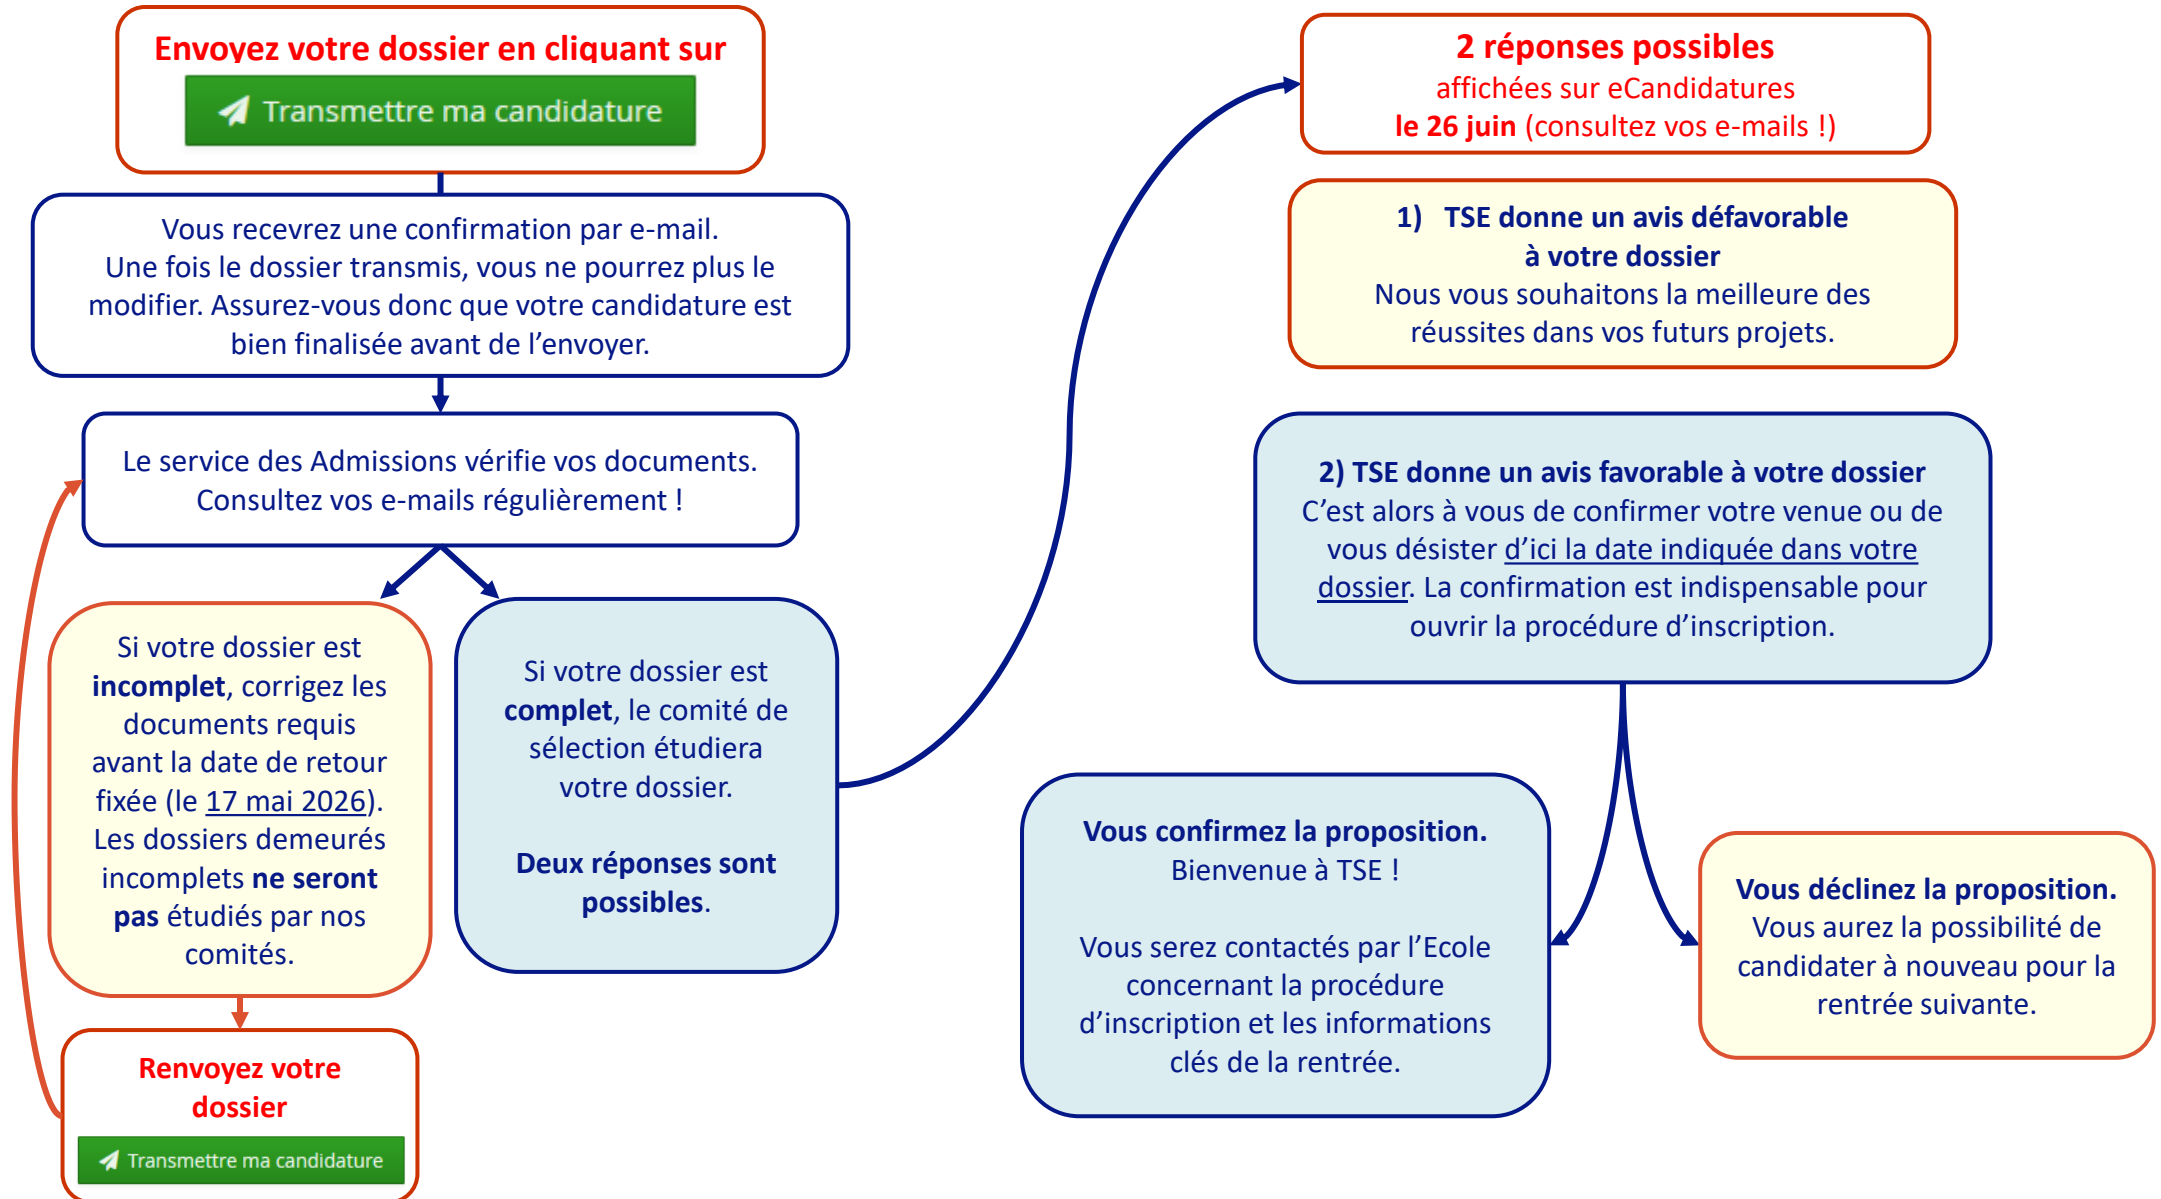 Envoyez votre dossier en cliquant sur
Transmettre ma candidature
Vous recevrez une confirmation par e-mail.
Une fois le dossier transmis, vous ne pourrez plus le
modifier. Assurez-vous donc que votre candidature est
bien finalisée avant de l’envoyer.
Le service des Admissions vérifie vos documents.
Consultez vos e-mails régulièrement !
Si votre dossier est
incomplet, corrigez les
documents requis
avant la date de retour
fixée (le 17 mai 2026).
Les dossiers demeurés
incomplets ne seront
pas étudiés par nos
comités.
Renvoyez votre
dossier
Transmettre ma candidature
Si votre dossier est
complet, le comité de
sélection étudiera
votre dossier.
Deux réponses sont
possibles.
2 réponses possibles
affichées sur eCandidatures
le 26 juin (consultez vos e-mails !)
1) TSE donne un avis défavorable
à votre dossier
Nous vous souhaitons la meilleure des
réussites dans vos futurs projets.
2) TSE donne un avis favorable à votre dossier
C’est alors à vous de confirmer votre venue ou de
vous désister d’ici la date indiquée dans votre
dossier. La confirmation est indispensable pour
ouvrir la procédure d’inscription.
Vous confirmez la proposition.
Bienvenue à TSE !
Vous serez contactés par l’Ecole
concernant la procédure
d’inscription et les informations
clés de la rentrée.
Vous déclinez la proposition.
Vous aurez la possibilité de
candidater à nouveau pour la
rentrée suivante.